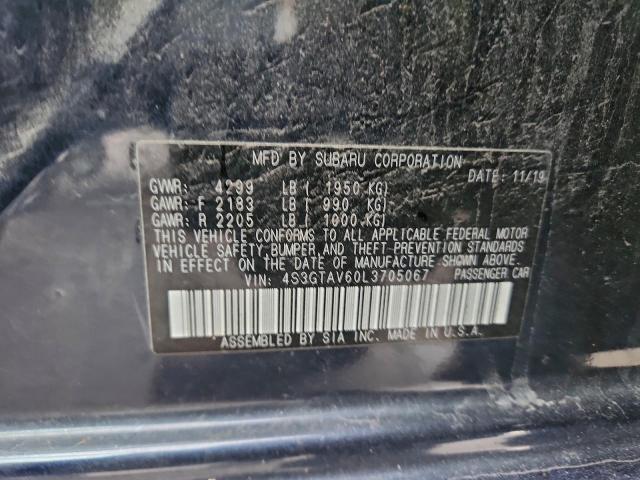 MFD BY SUBARU CORPORATION
DATE: 11/19
GVWR: 4299 LB ( 1950 KG)
GAWR: F 2183 LB ( 990 KG)
GAWR: R 2205 LB ( 1000 KG)
THIS VEHICLE CONFORMS TO ALL APPLICABLE FEDERAL MOTOR
VEHICLE SAFETY, BUMPER, AND THEFT PREVENTION STANDARDS
IN EFFECT ON THE DATE OF MANUFACTURE SHOWN ABOVE.
VIN: 4S3GTAV60L3705067 PASSENGER CAR
ASSEMBLED BY SIA INC. MADE IN U.S.A.